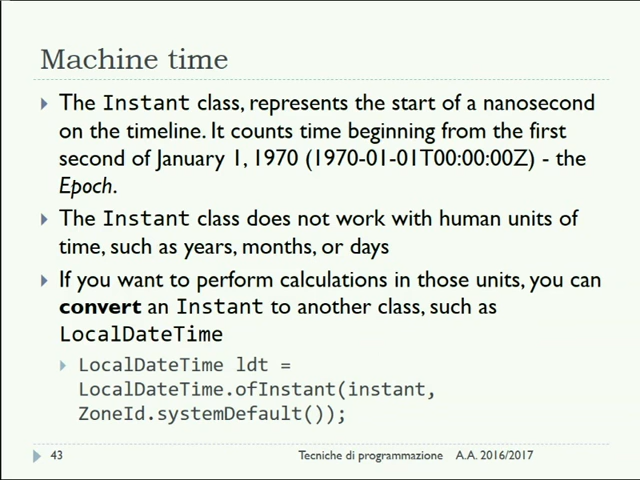 Machine time
The Instant class, represents the start of a nanosecond
on the timeline. It counts time beginning from the first
second of January 1, 1970 (1970-01-01T00:00:00Z) - the
Epoch.
The Instant class does not work with human units of
time, such as years, months, or days
If you want to perform calculations in those units, you can
convert an Instant to another class, such as
LocalDateTime
LocalDateTime ldt =
LocalDateTime.ofInstant(instant,
ZoneId.systemDefault());
43 Tecniche di programmazione A.A. 2016/2017